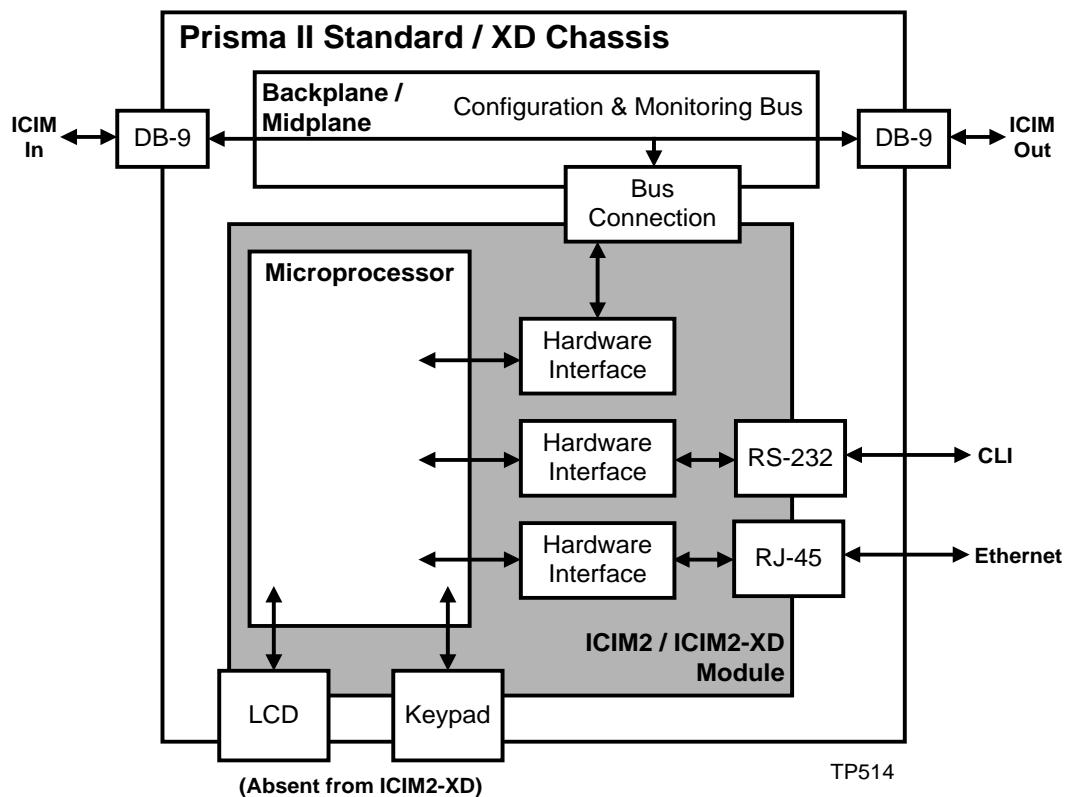 Prisma II Standard / XD Chassis
Backplane /
Midplane
Configuration & Monitoring Bus
ICIM
In
DB-9
DB-9
ICIM
Out
Bus
Connection
Microprocessor
Hardware
Interface
Hardware
Interface
RS-232
CLI
Hardware
Interface
RJ-45
Ethernet
ICIM2 / ICIM2-XD
Module
LCD
Keypad
(Absent from ICIM2-XD)
TP514